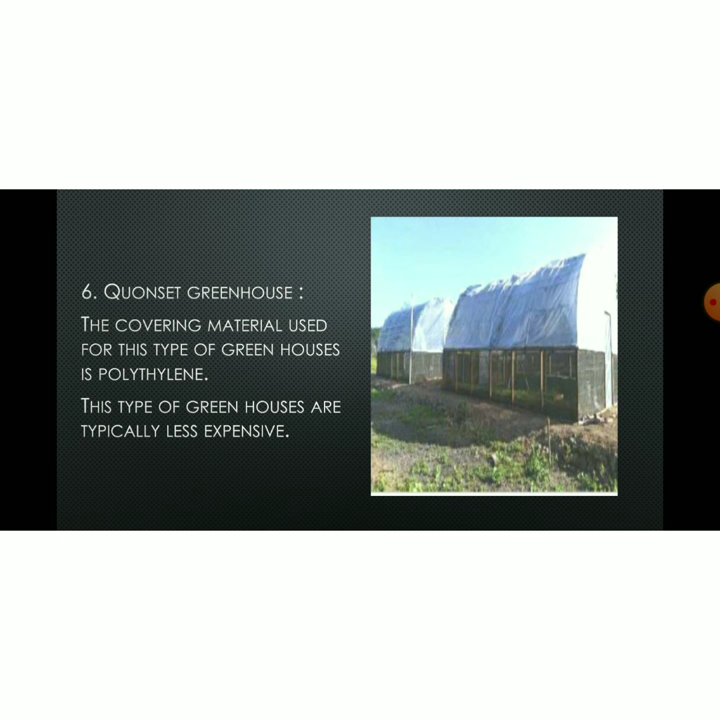 6. Quonset greenhouse :
The covering material used
for this type of green houses
is polythylene.
This type of green houses are
typically less expensive.